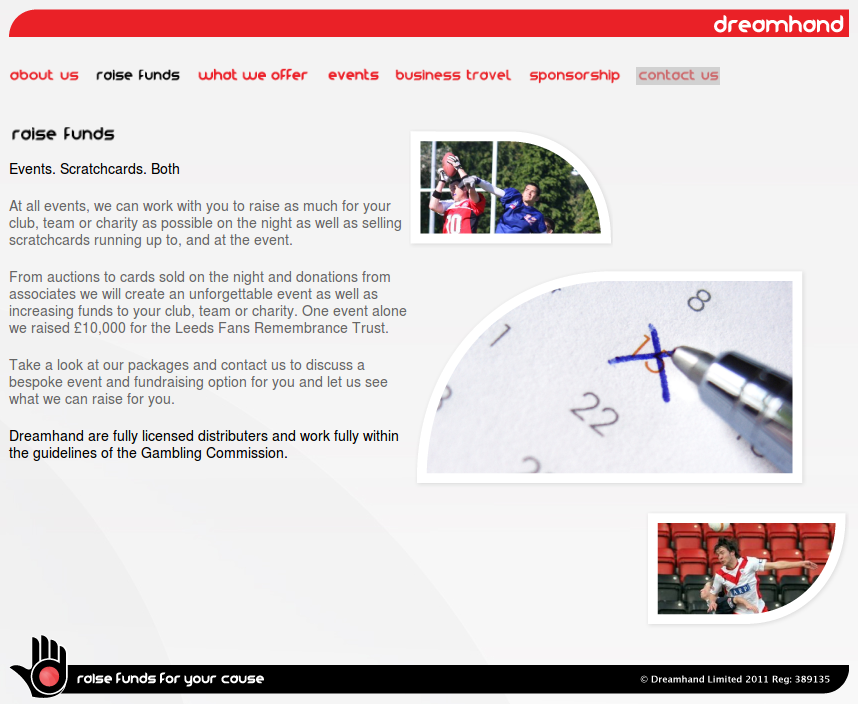 dreamhand
about us raise funds what we offer events business travel sponsorship contact us
raise funds
Events. Scratchcards. Both
At all events, we can work with you to raise as much for your
club, team or charity as possible on the night as well as selling
scratchcards running up to, and at the event.
From auctions to cards sold on the night and donations from
associates we will create an unforgettable event as well as
increasing funds to your club, team or charity. One event alone
we raised £10,000 for the Leeds Fans Remembrance Trust.
Take a look at our packages and contact us to discuss a
bespoke event and fundraising option for you and let us see
what we can raise for you.
Dreamhand are fully licensed distributers and work fully within
the guidelines of the Gambling Commission.
10
8
1
15
22
raise funds for your cause
© Dreamhand Limited 2011 Reg: 389135